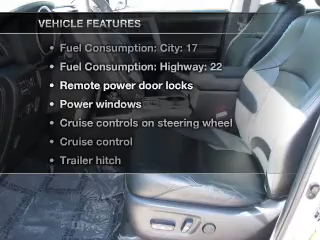 VEHICLE FEATURES
• Fuel Consumption: City: 17
• Fuel Consumption: Highway: 22
• Remote power door locks
• Power windows
• Cruise controls on steering wheel
• Cruise control
• Trailer hitch